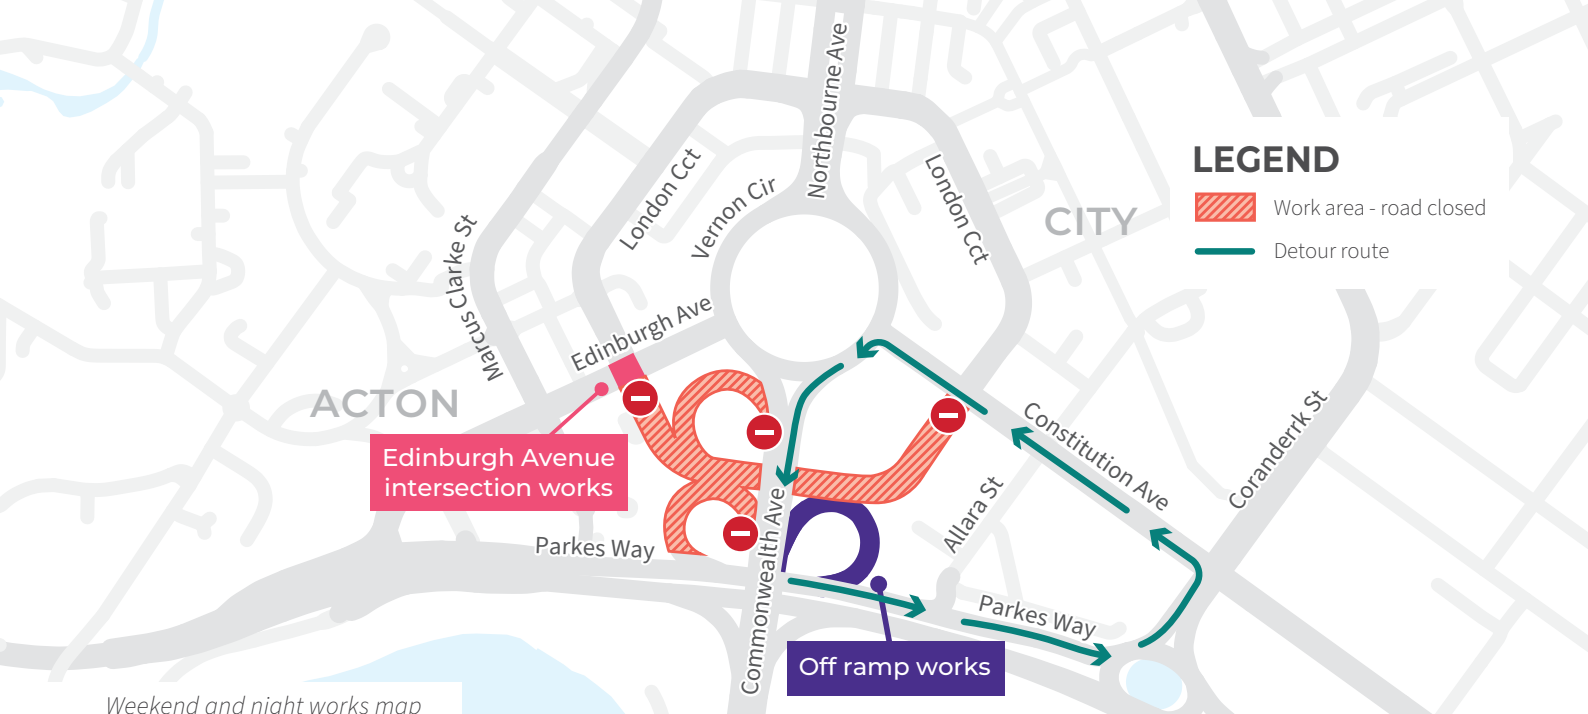 Northbourne Ave
London Cct
Vernon Cir
London Cct
CITY
LEGEND
Work area - road closed
Detour route
Marcus Clarke St
Edinburgh Ave
ACTON
Edinburgh Avenue
intersection works
Constitution Ave
Coranderrk St
Allara St
Commonwealth Ave
Parkes Way
Parkes Way
Off ramp works
Weekend and night works map